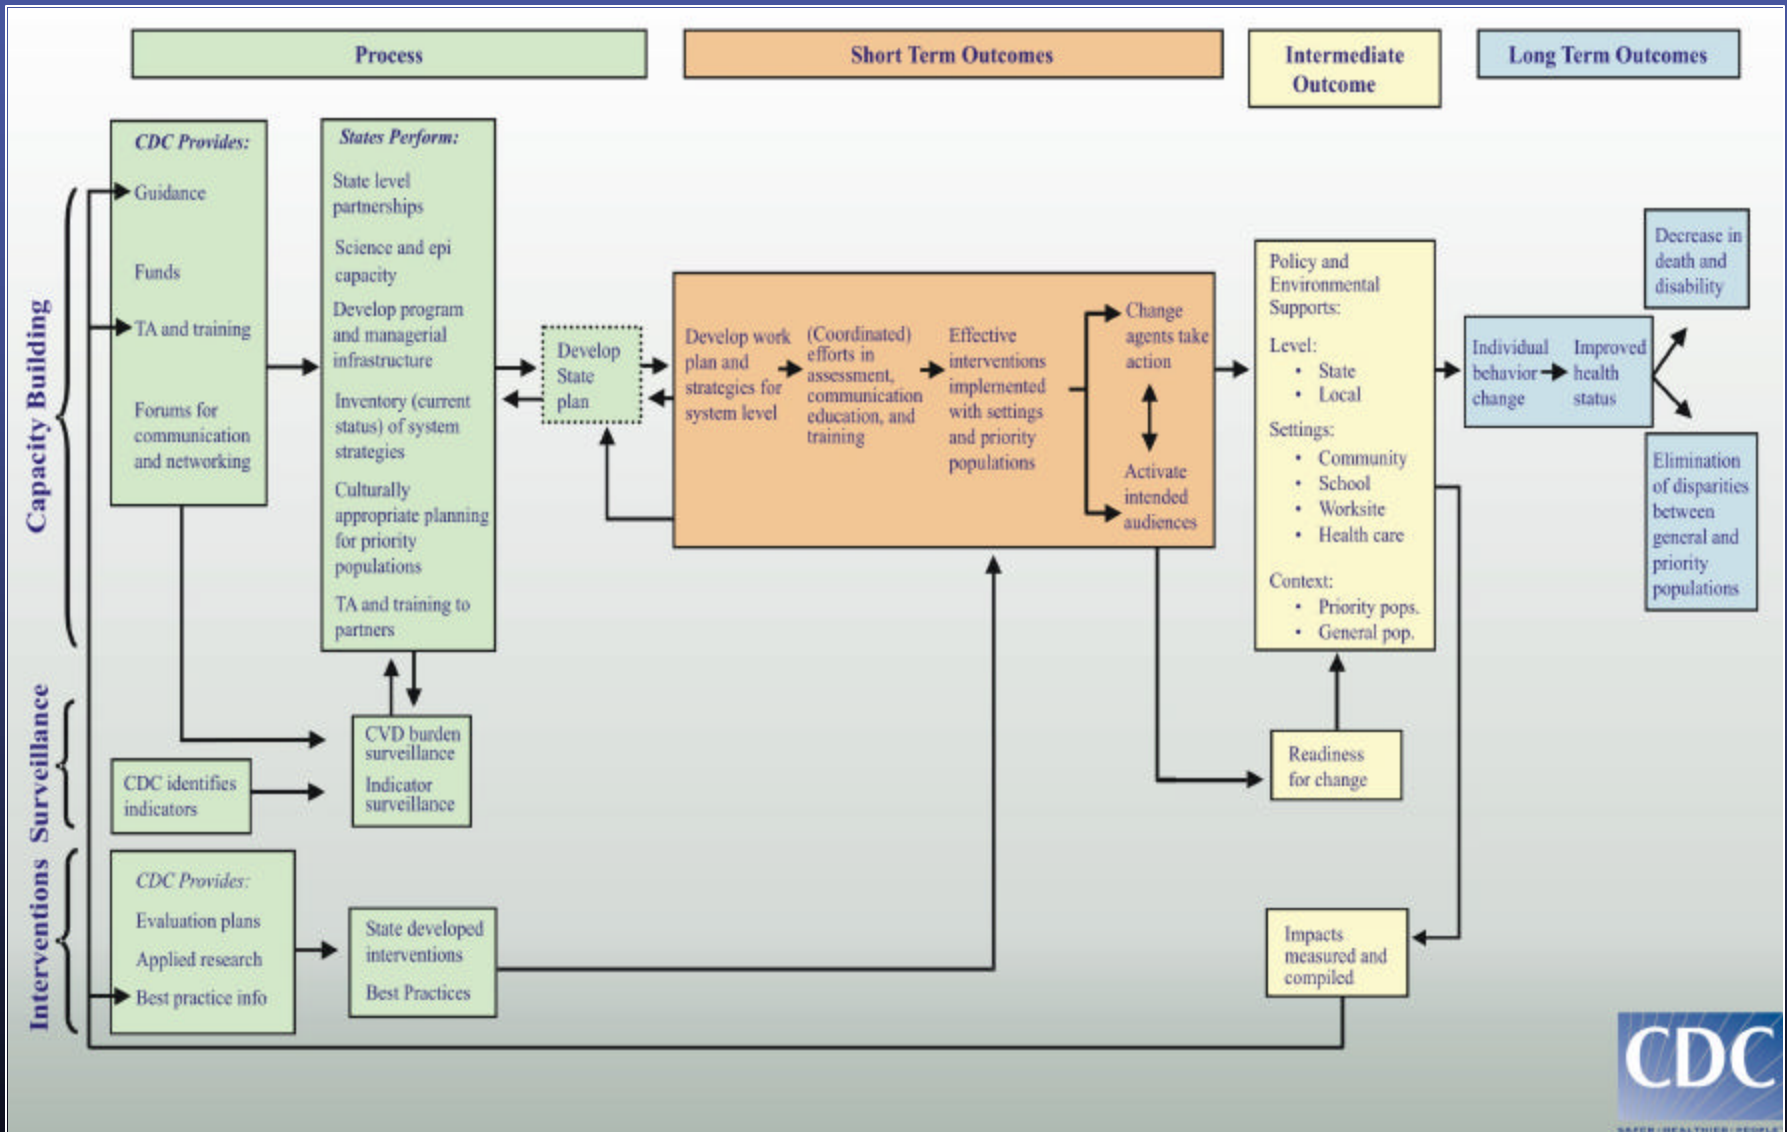 Process
Short Term Outcomes
Intermediate
Outcome
Long Term Outcomes
Capacity Building
CDC Provides:
Guidance
Funds
TA and training
Forums for
communication
and networking
States Perform:
State level
partnerships
Science and epi
capacity
Develop program
and managerial
infrastructure
Inventory (current
status) of system
strategies
Culturally
appropriate planning
for priority
populations
TA and training to
partners
Develop
State
plan
Develop work
plan and
strategies for
system level
(Coordinated)
efforts in
assessment,
communication
education, and
training
Effective
interventions
implemented
with settings
and priority
populations
Change
agents take
action
Activate
intended
audiences
Policy and
Environmental
Supports:
Level:
• State
• Local
Settings:
• Community
• School
• Worksite
• Health care
Context:
• Priority pops.
• General pop.
Individual
behavior
change
Improved
health
status
Decrease in
death and
disability
Elimination
of disparities
between
general and
priority
populations
Surveillance
CDC identifies
indicators
CVD burden
surveillance
Indicator
surveillance
Readiness
for change
Interventions
CDC Provides:
Evaluation plans
Applied research
Best practice info
State developed
interventions
Best Practices
Impacts
measured and
compiled
CDC
SAFER · HEALTHIER · PEOPLE